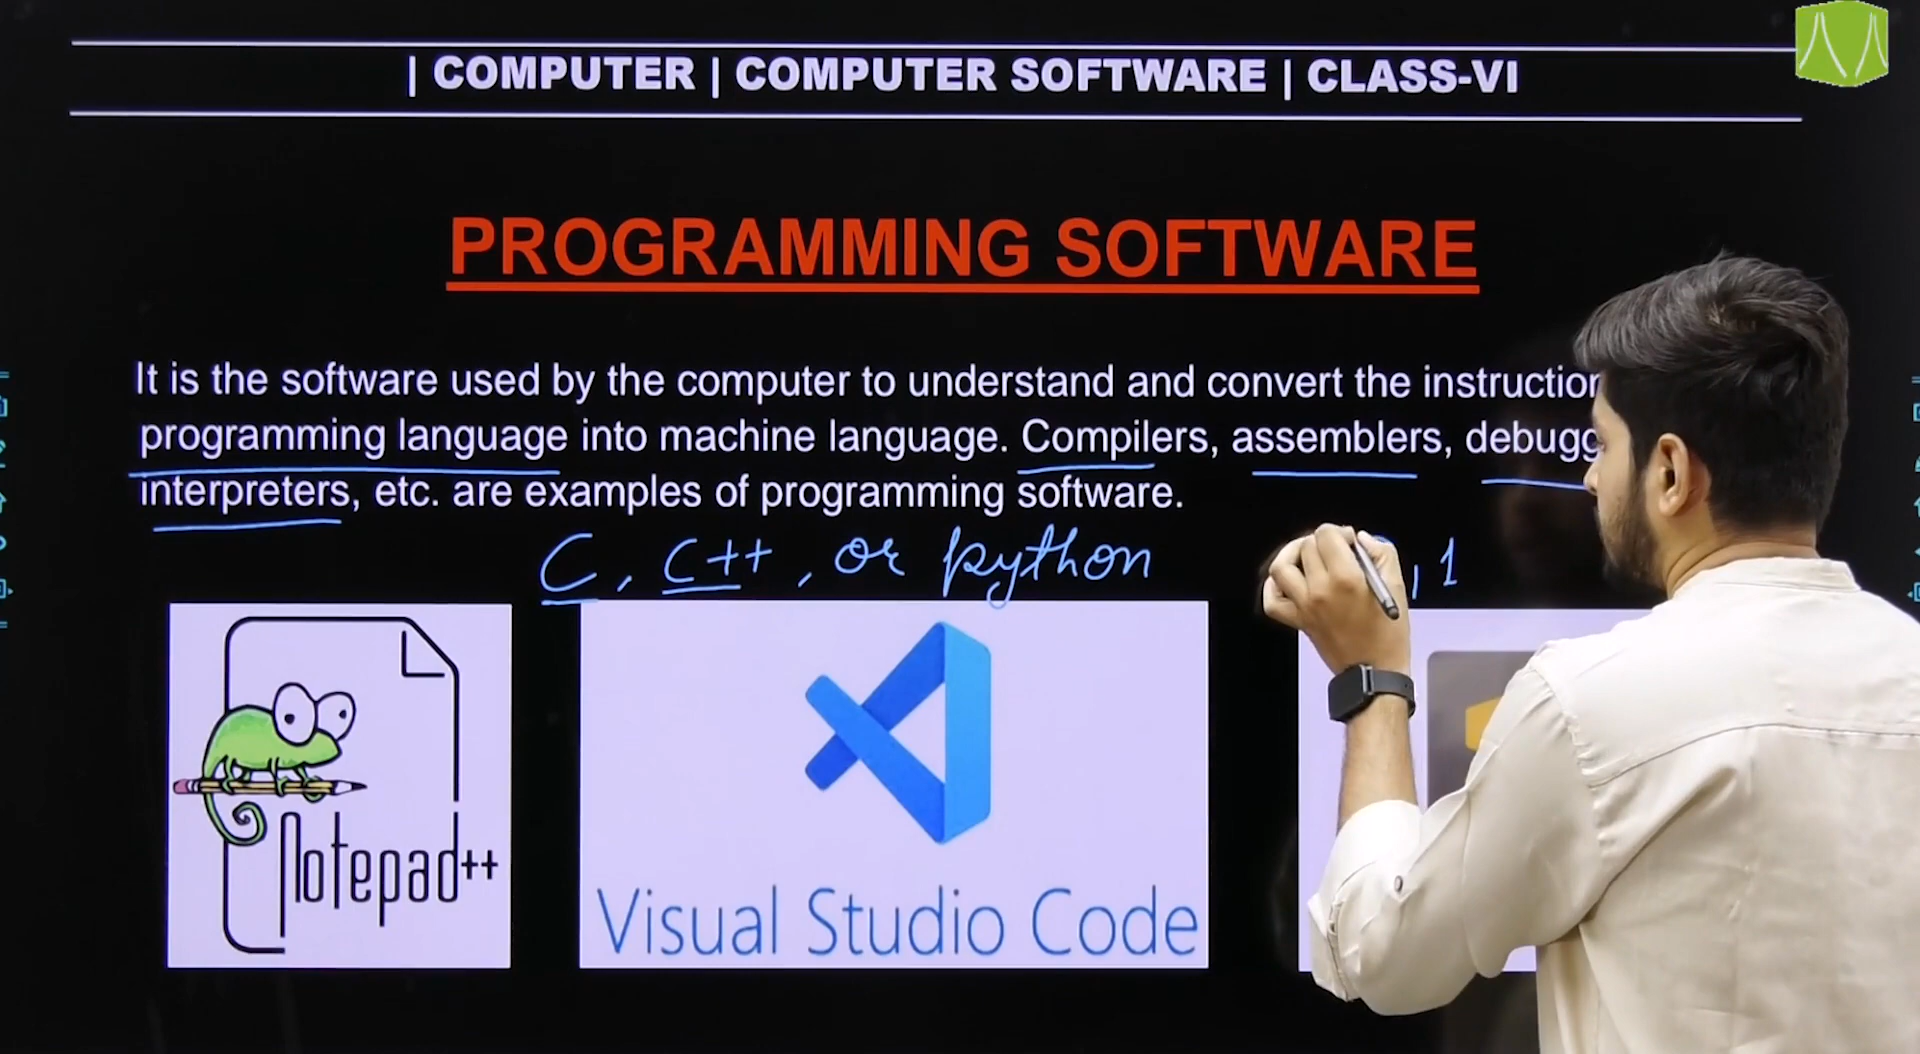 | COMPUTER | COMPUTER SOFTWARE | CLASS-VI
PROGRAMMING SOFTWARE
It is the software used by the computer to understand and convert the
programming language into machine language. Compilers, assemblers,
interpreters, etc. are examples of programming software.
C, C++, or python
, 1
Notepad++
Visual Studio Code